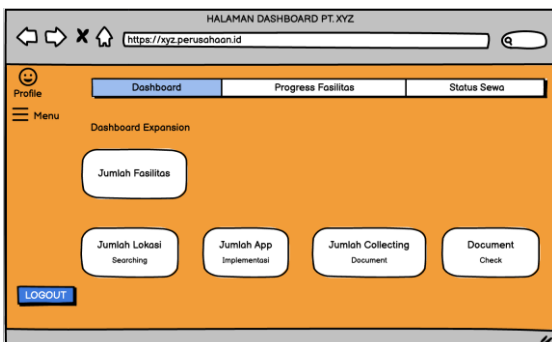 HALAMAN DASHBOARD PT. XYZ
https://xyz.perusahaan.id
Profile
Dashboard
Progress Fasilitas
Status Sewa
Menu
Dashboard Expansion
Jumlah Fasilitas
Jumlah Lokasi
Searching
Jumlah App
Implementasi
Jumlah Collecting
Document
Document
Check
LOGOUT